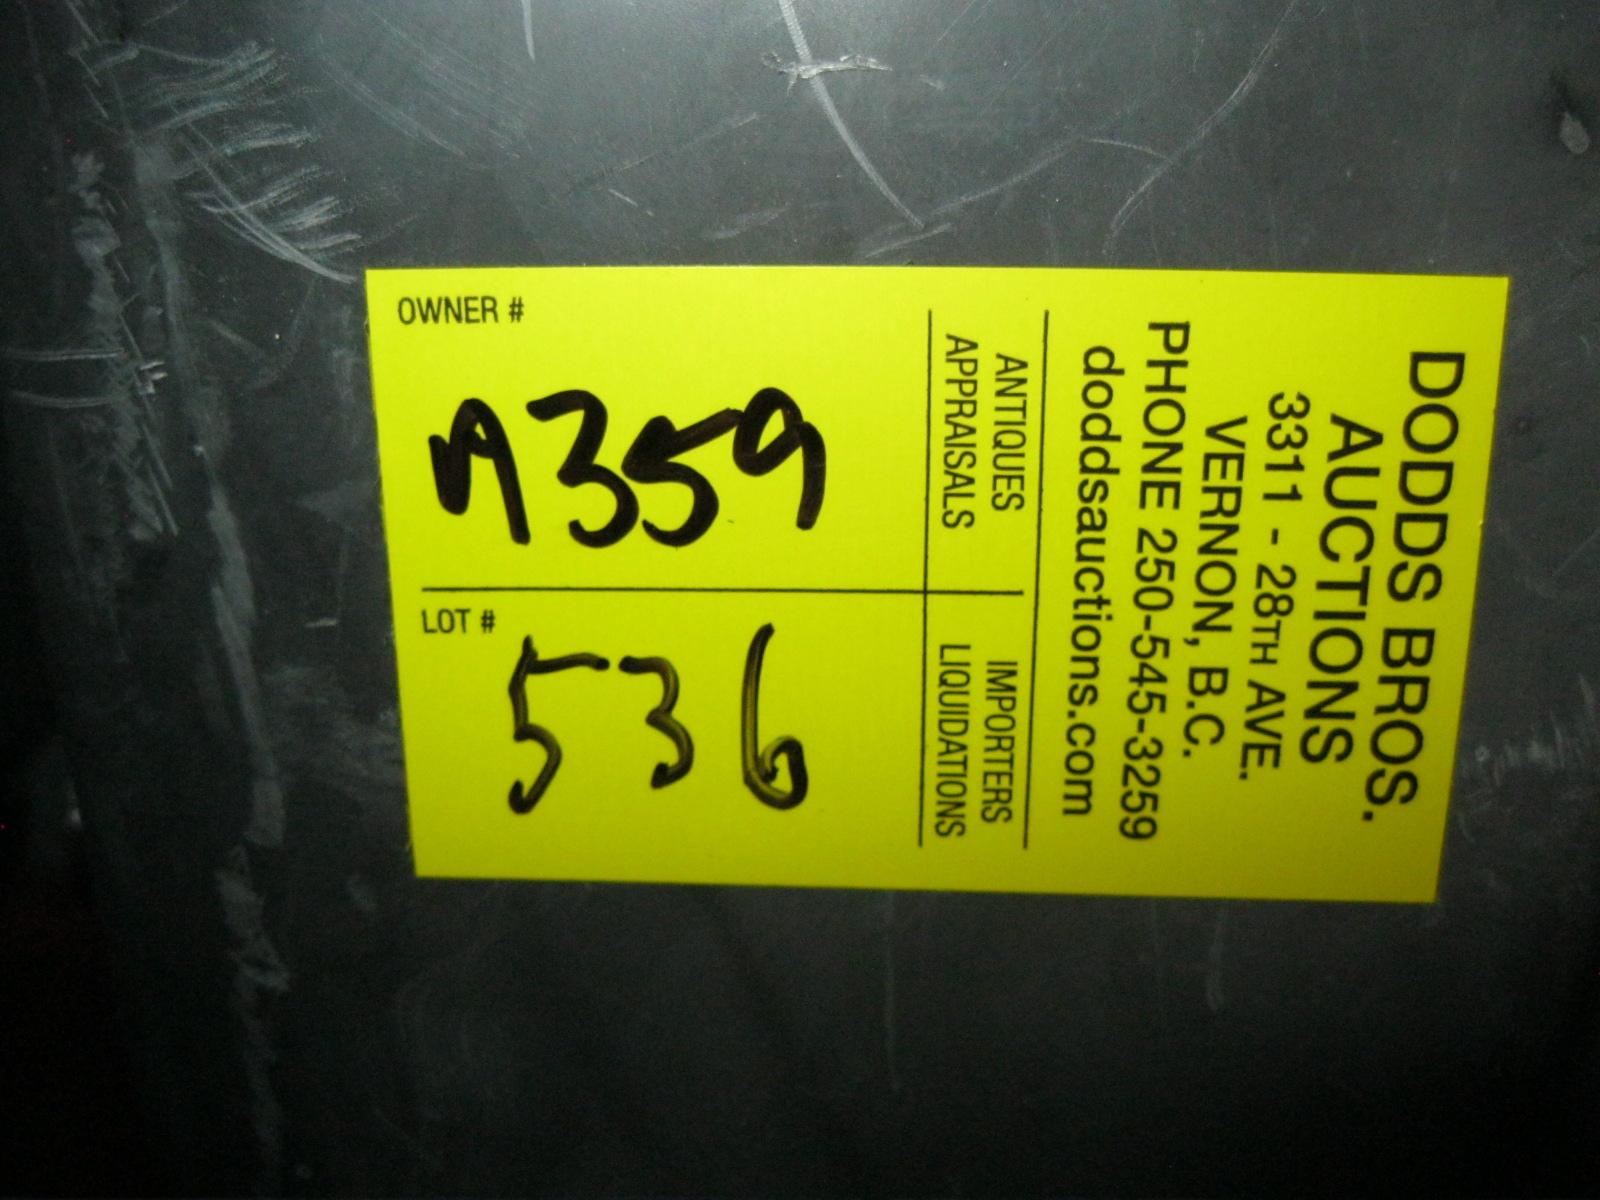 DODDS BROS.
AUCTIONS
3311 - 28TH AVE.
VERNON, B.C.
PHONE 250-545-3259
doddsauctions.com
ANTIQUES
APPRAISALS
IMPORTERS
LIQUIDATIONS
OWNER #
9359
LOT #
536